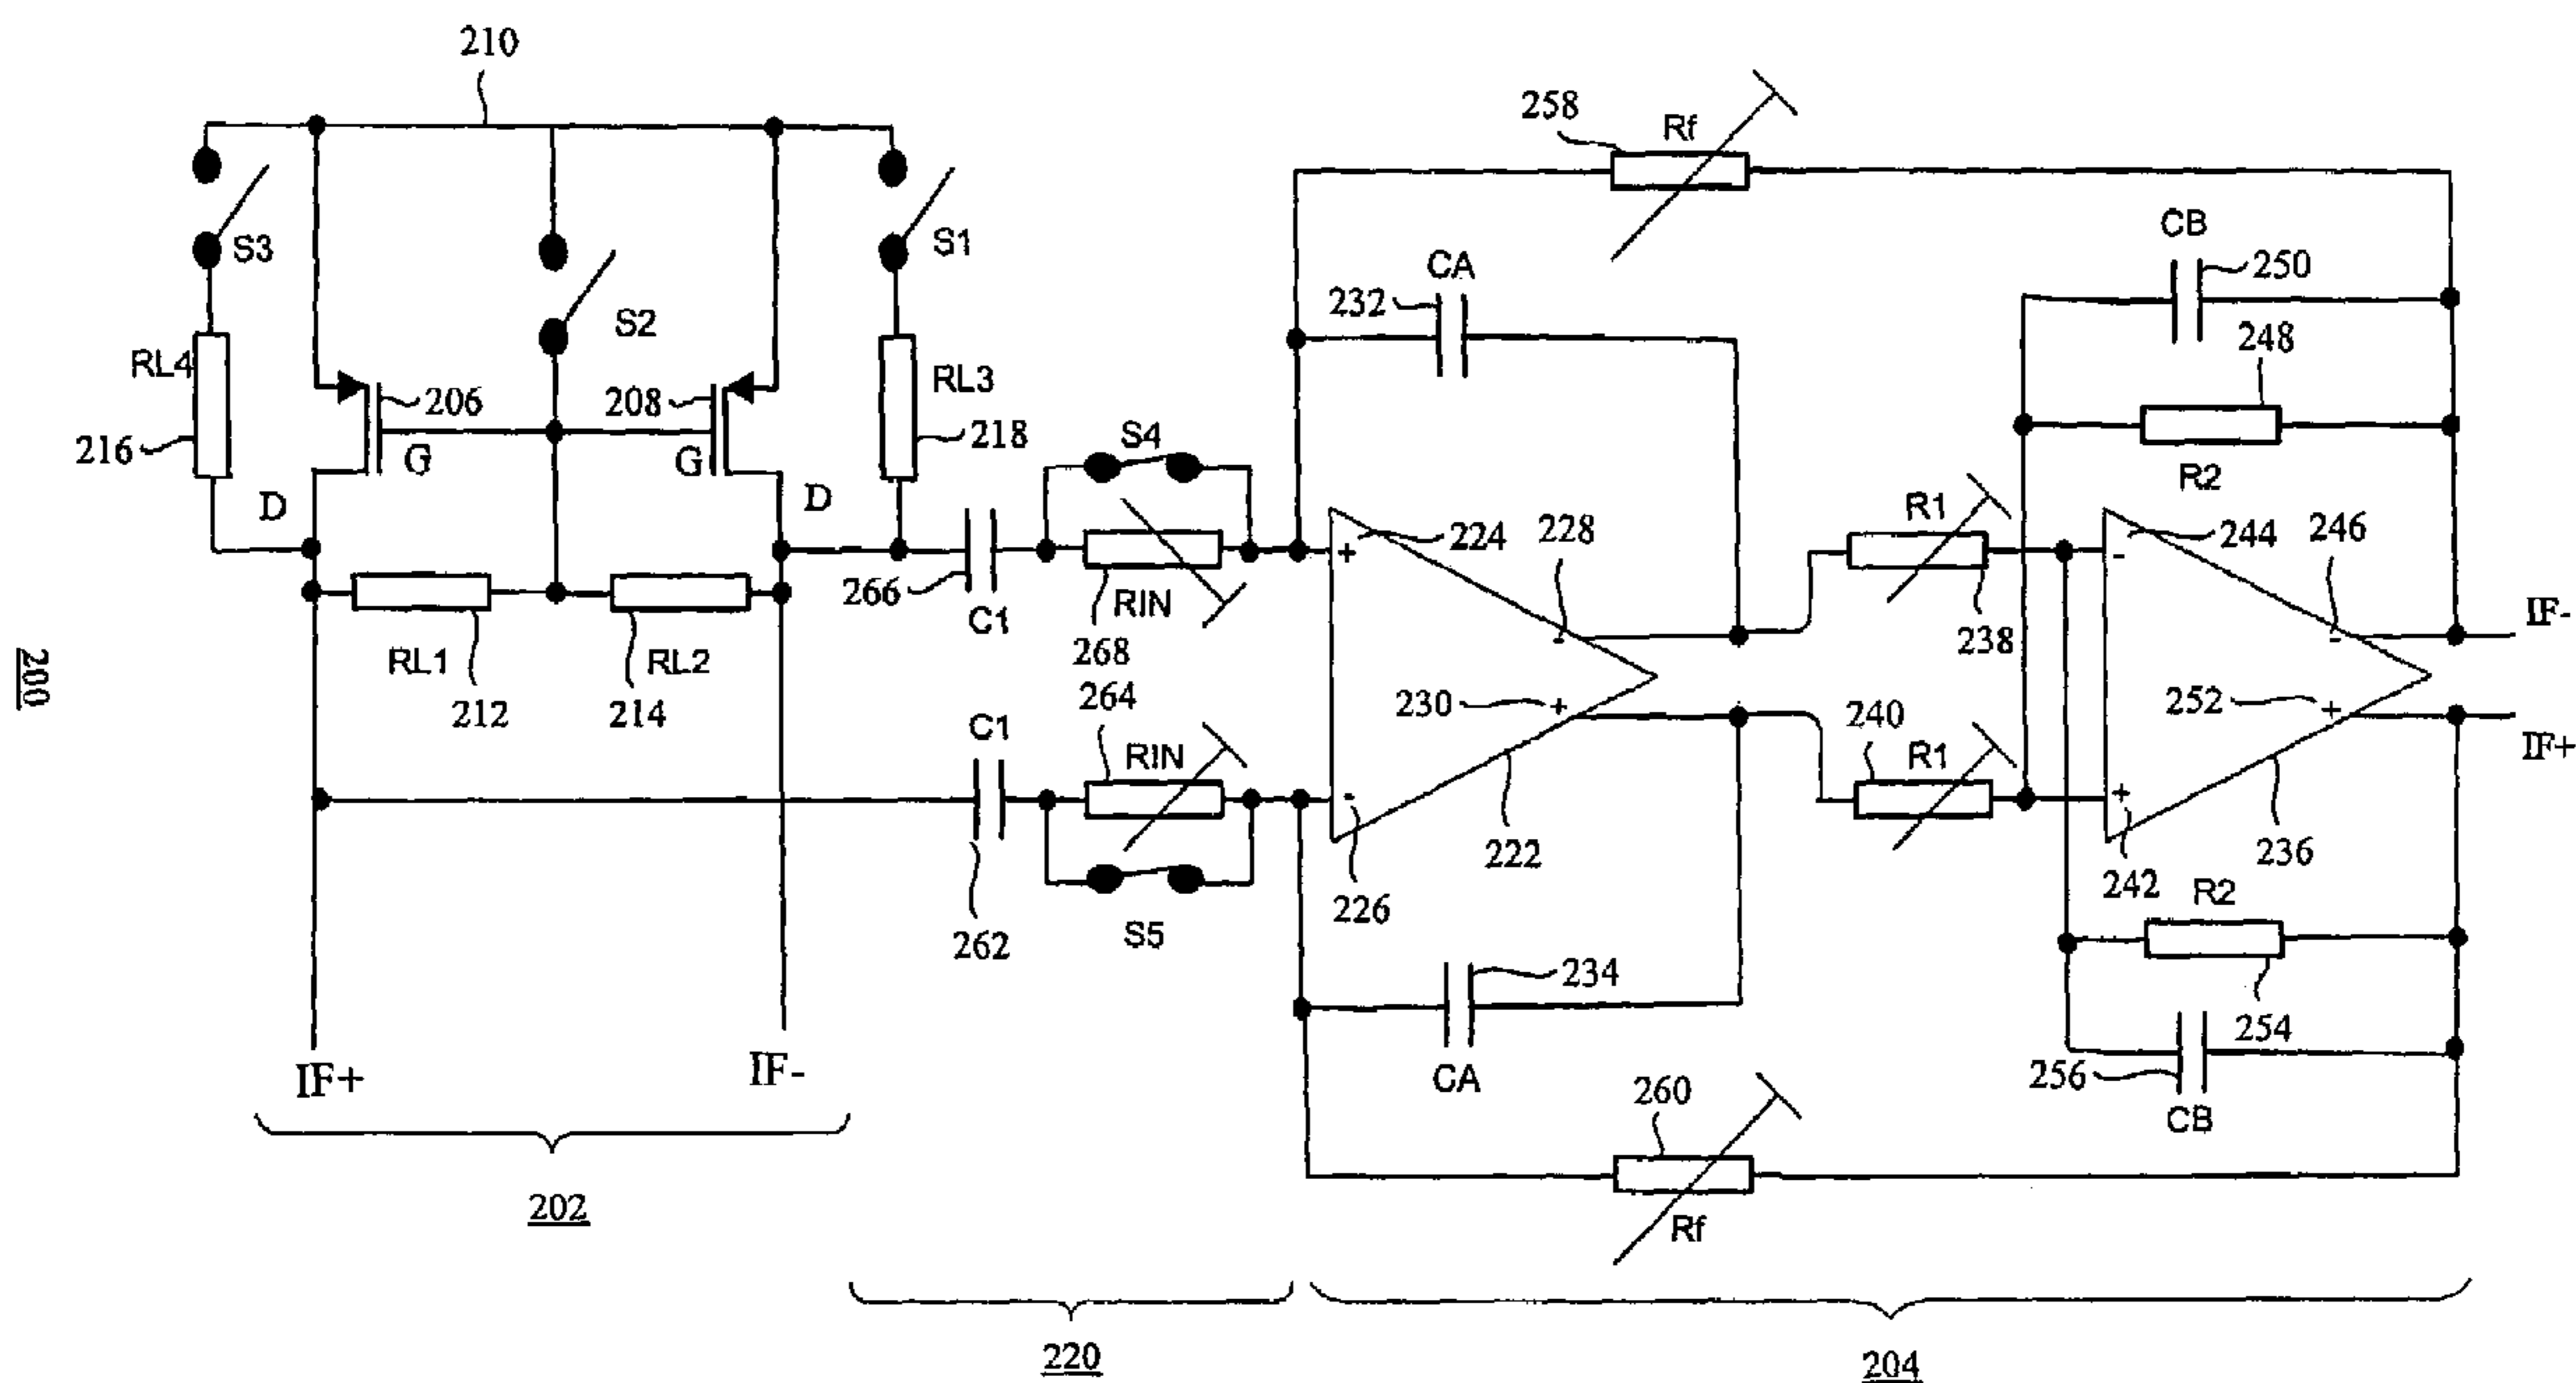 210
258
Rf
S3
S1
CB
250
CA
232
S2
248
RL4
206
208
RL3
216
G
G
218
S4
R2
D
D
R1
+
224
228
-
244
246
266
C1
RIN
268
-
238
-
IF-
200
RL1
212
RL2
214
264
C1
RIN
230
+
240
R1
252
+
IF+
-
226
222
+
242
236
262
S5
R2
234
254
CA
256
CB
IF+
IF-
260
Rf
202
220
204